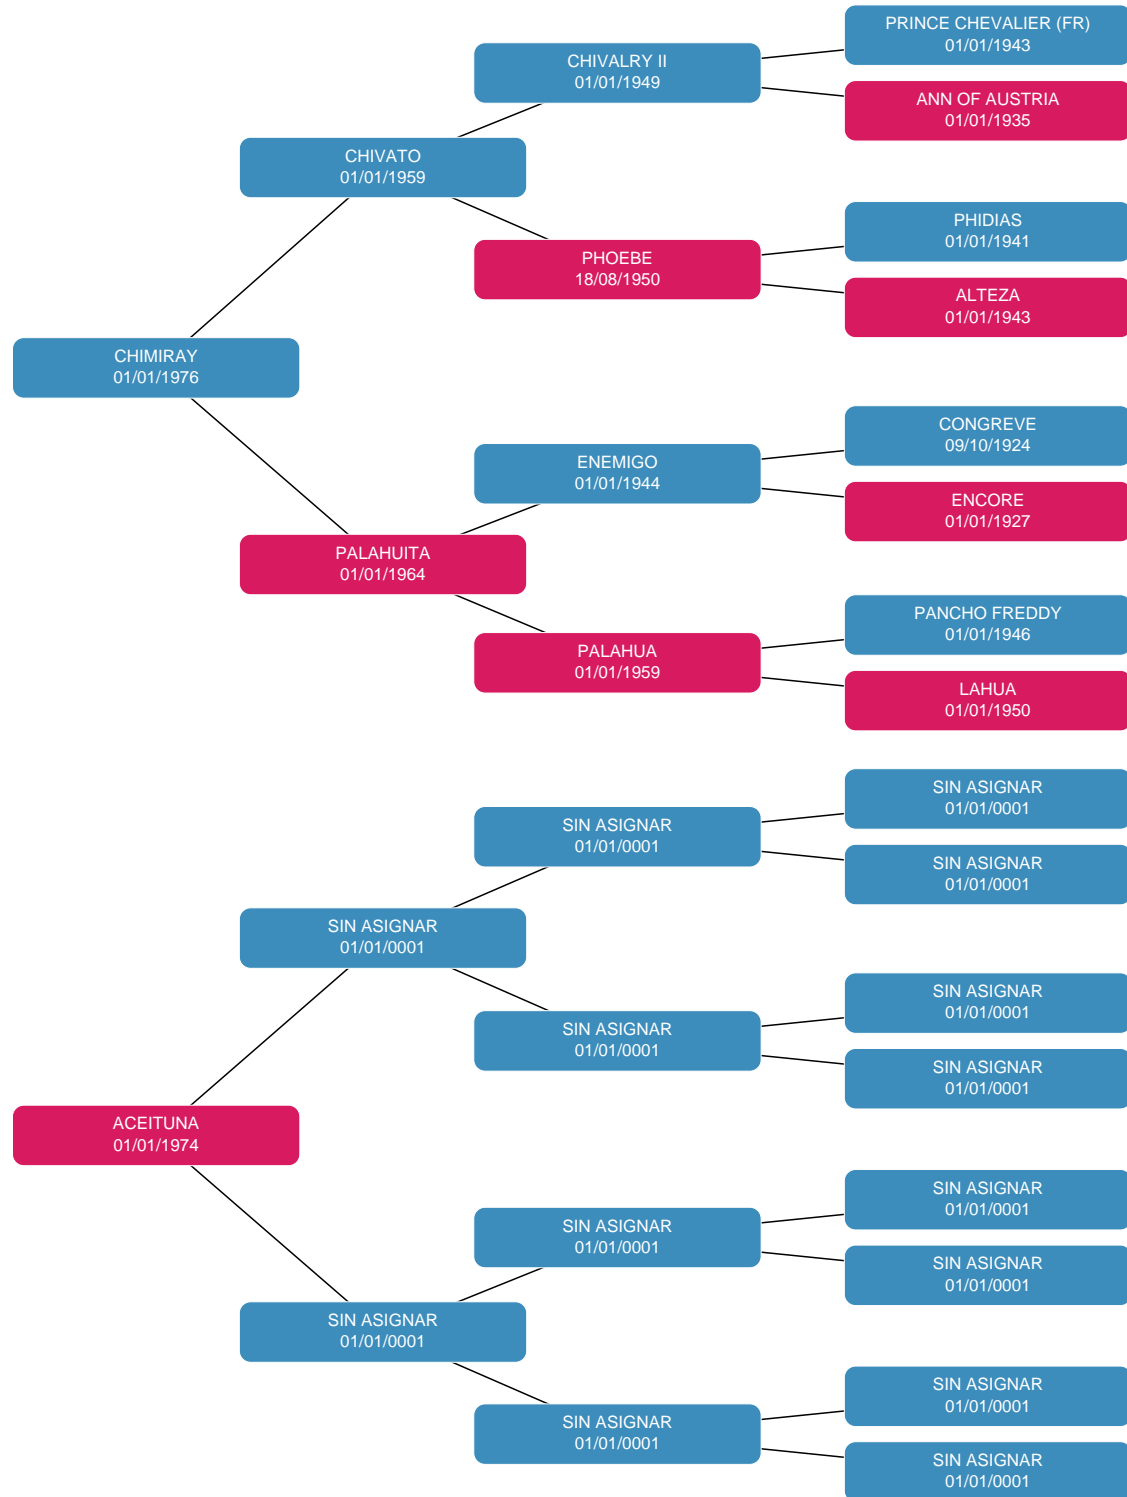 PRINCE CHEVALIER (FR)
01/01/1943
CHIVALRY II
01/01/1949
ANN OF AUSTRIA
01/01/1935
CHIVATO
01/01/1959
PHIDIAS
01/01/1941
PHOEBE
18/08/1950
ALTEZA
01/01/1943
CHIMIRAY
01/01/1976
CONGREVE
09/10/1924
ENEMIGO
01/01/1944
ENCORE
01/01/1927
PALAHUITA
01/01/1964
PANCHO FREDDY
01/01/1946
PALAHUA
01/01/1959
LAHUA
01/01/1950
SIN ASIGNAR
01/01/0001
SIN ASIGNAR
01/01/0001
SIN ASIGNAR
01/01/0001
SIN ASIGNAR
01/01/0001
SIN ASIGNAR
01/01/0001
SIN ASIGNAR
01/01/0001
SIN ASIGNAR
01/01/0001
ACEITUNA
01/01/1974
SIN ASIGNAR
01/01/0001
SIN ASIGNAR
01/01/0001
SIN ASIGNAR
01/01/0001
SIN ASIGNAR
01/01/0001
SIN ASIGNAR
01/01/0001
SIN ASIGNAR
01/01/0001
SIN ASIGNAR
01/01/0001